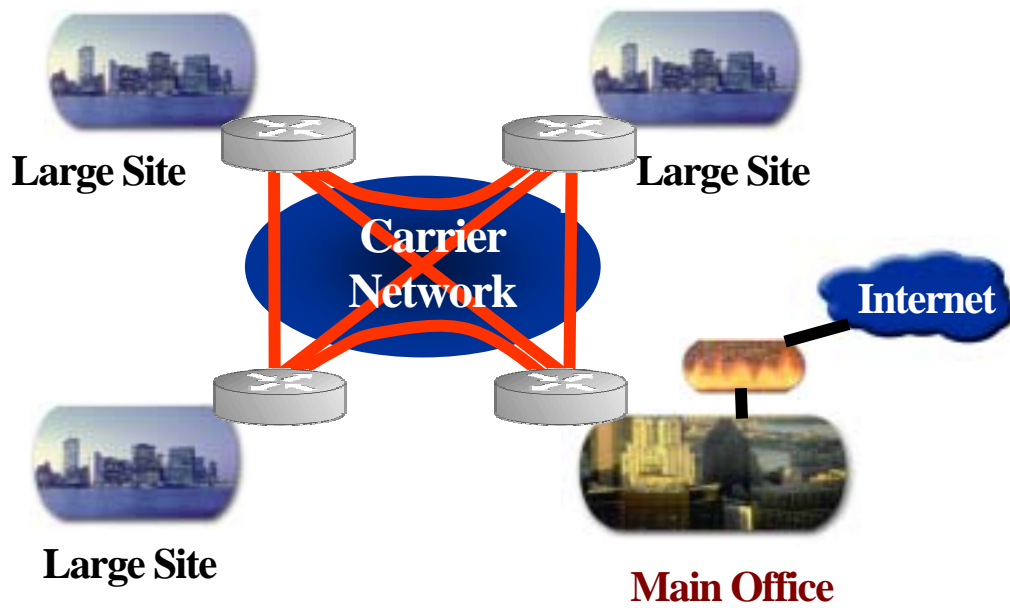 Large Site
Large Site
Carrier
Network
Internet
Large Site
Main Office